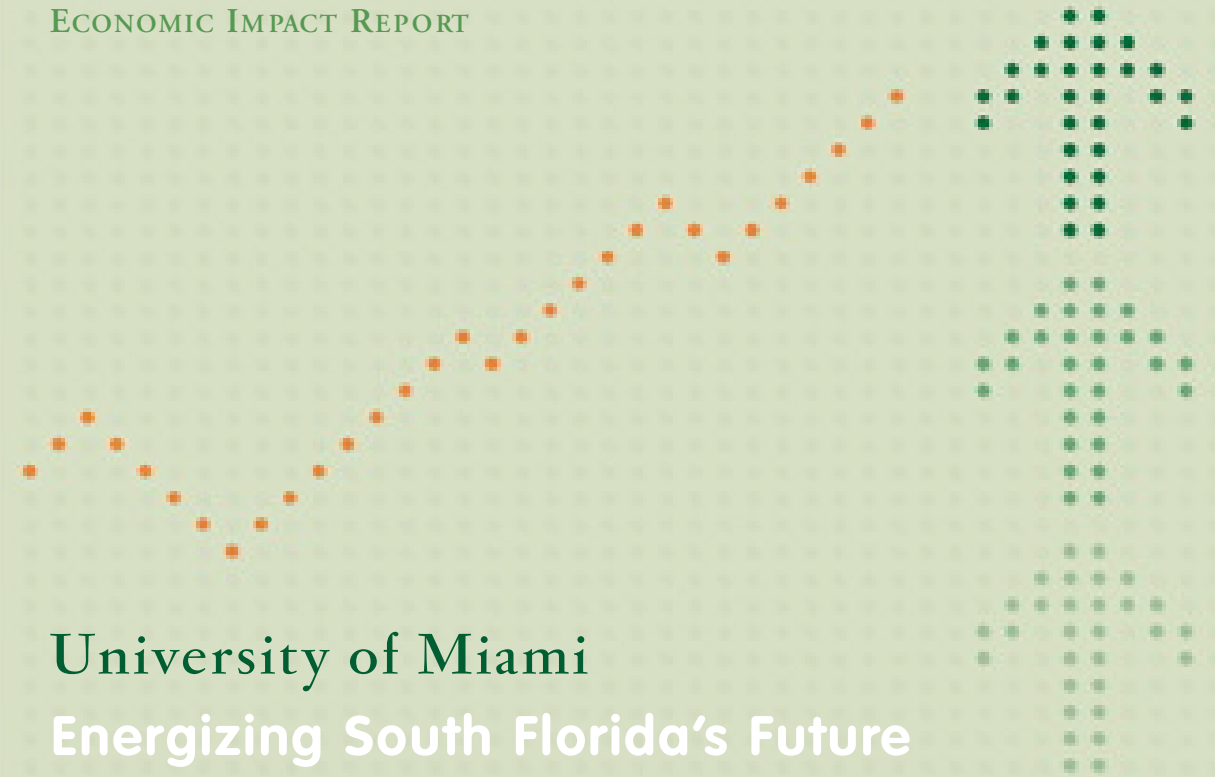 Economic Impact Report
University of Miami
Energizing South Florida's Future